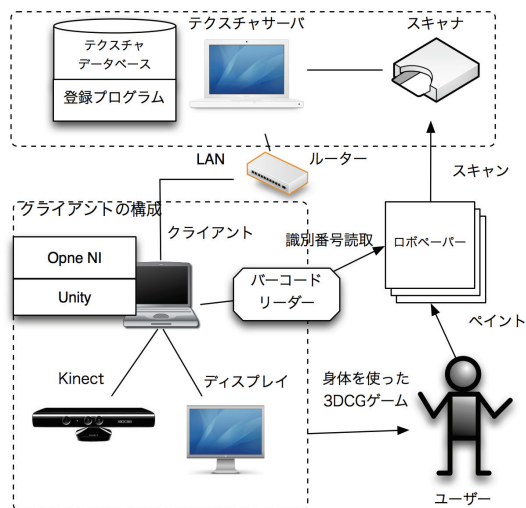 テクスチャサーバ
スキャナ
テクスチャ
データベース
登録プログラム
LAN
ルーター
スキャン
クライアントの構成
クライアント
識別番号読取
ロボペーパー
Opne NI
Unity
バーコード
リーダー
ペイント
Kinect
ディスプレイ
身体を使った
3DCGゲーム
ユーザー